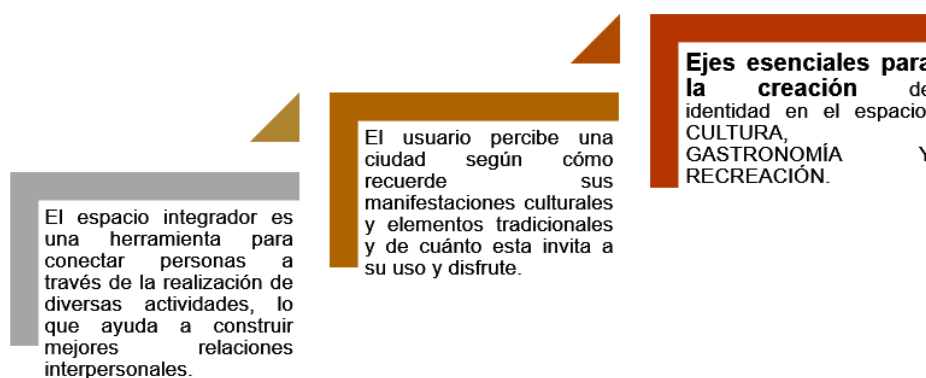 El espacio integrador es
una herramienta para
conectar personas a
través de la realización de
diversas actividades, lo
que ayuda a construir
mejores relaciones
interpersonales.
El usuario percibe una
ciudad según cómo
recuerde sus
manifestaciones culturales
y elementos tradicionales
y de cuánto esta invita a
su uso y disfrute.
Ejes esenciales para
la creación de
identidad en el espacio
CULTURA,
GASTRONOMÍA Y
RECREACIÓN.